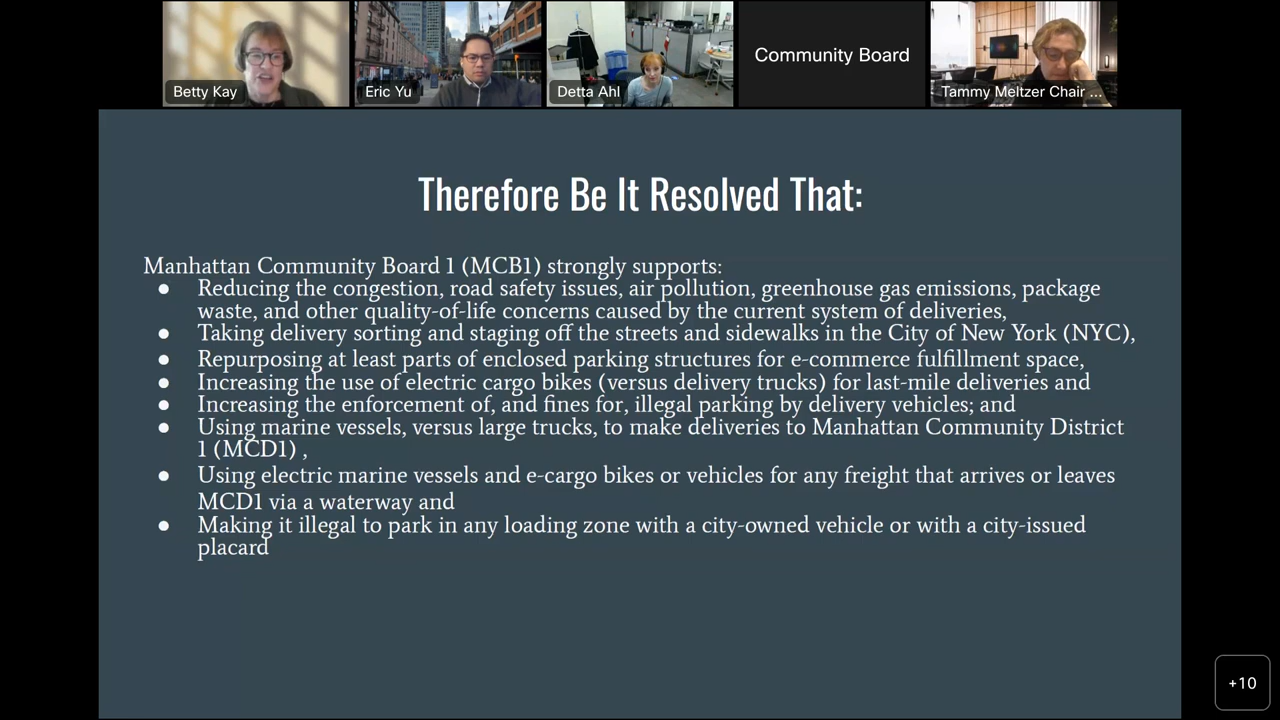 Betty Kay
Eric Yu
Detta Ahl
Community Board
Tammy Meltzer Chair ...
Therefore Be It Resolved That:
Manhattan Community Board 1 (MCB1) strongly supports:
● Reducing the congestion, road safety issues, air pollution, greenhouse gas emissions, package
waste, and other quality-of-life concerns caused by the current system of deliveries,
● Taking delivery sorting and staging off the streets and sidewalks in the City of New York (NYC),
● Repurposing at least parts of enclosed parking structures for e-commerce fulfillment space,
● Increasing the use of electric cargo bikes (versus delivery trucks) for last-mile deliveries and
● Increasing the enforcement of, and fines for, illegal parking by delivery vehicles; and
● Using marine vessels, versus large trucks, to make deliveries to Manhattan Community District
1 (MCD1) ,
● Using electric marine vessels and e-cargo bikes or vehicles for any freight that arrives or leaves
MCD1 via a waterway and
● Making it illegal to park in any loading zone with a city-owned vehicle or with a city-issued
placard
+10